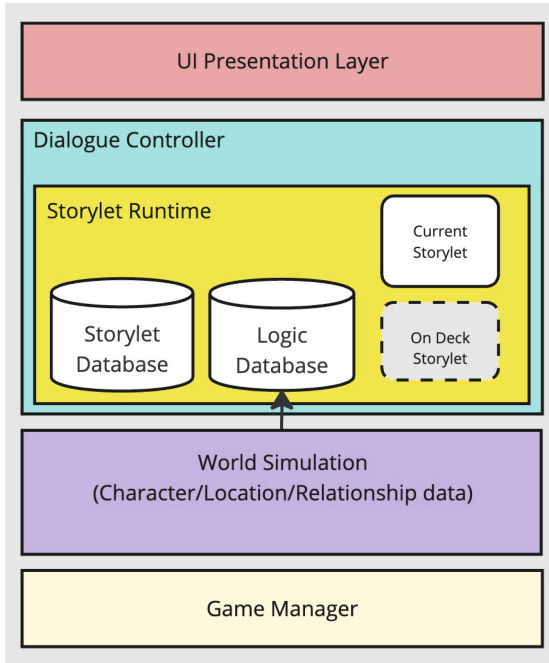 UI Presentation Layer
Dialogue Controller
Storylet Runtime
Current
Storylet
Storylet
Database
Logic
Database
On Deck
Storylet
World Simulation
(Character/Location/Relationship data)
Game Manager